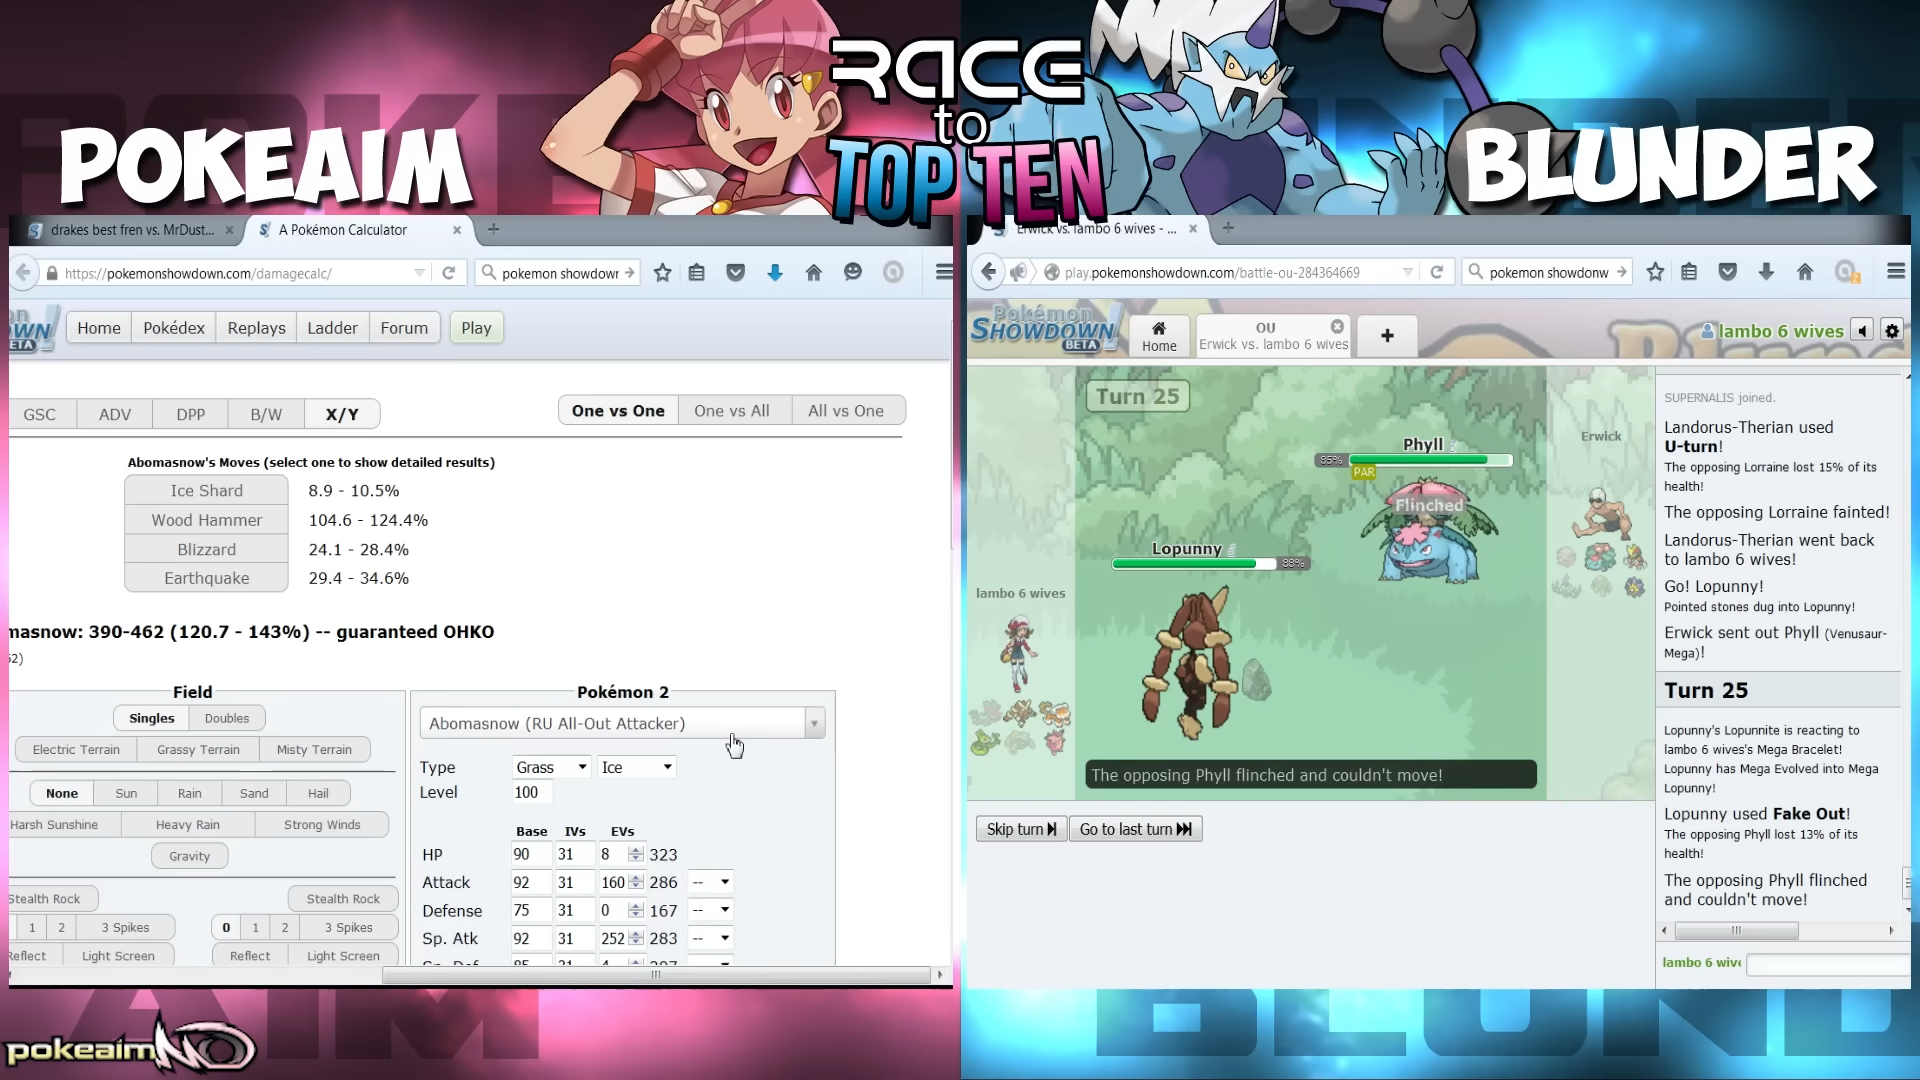 POKEAIM
RACE
to
TOP TEN
BLUNDER
drakes best fren vs. MrDust...
A Pokémon Calculator
https://pokemonshowdown.com/damagecalc/
pokemon showdowr
Home
Pokédex
Replays
Ladder
Forum
Play
GSC
ADV
DPP
B/W
X/Y
One vs One
One vs All
All vs One
Abomasnow's Moves (select one to show detailed results)
Ice Shard 8.9 - 10.5%
Wood Hammer 104.6 - 124.4%
Blizzard 24.1 - 28.4%
Earthquake 29.4 - 34.6%
masnow: 390-462 (120.7 - 143%) -- guaranteed OHKO
52)
Field
Singles Doubles
Electric Terrain Grassy Terrain Misty Terrain
None Sun Rain Sand Hail
Harsh Sunshine Heavy Rain Strong Winds
Gravity
Stealth Rock Stealth Rock
1 2 3 Spikes 0 1 2 3 Spikes
Reflect Light Screen Reflect Light Screen
Pokémon 2
Abomasnow (RU All-Out Attacker)
Type Grass Ice
Level 100
Base IVs EVs
HP 90 31 8 323
Attack 92 31 160 286 --
Defense 75 31 0 167 --
Sp. Atk 92 31 252 283 --
pokeaimMD
Erwick vs. lambo 6 wives - ...
play.pokemonshowdown.com/battle-ou-284364669
pokemon showdonw
Pokémon
SHOWDOWN!
BETA
Home
OU
Erwick vs. lambo 6 wives
lambo 6 wives
Turn 25
Phyll
85%
PAR
Flinched
Lopunny
88%
lambo 6 wives
Erwick
The opposing Phyll flinched and couldn't move!
Skip turn
Go to last turn
SUPERNALIS joined.
Landorus-Therian used
U-turn!
The opposing Lorraine lost 15% of its
health!
The opposing Lorraine fainted!
Landorus-Therian went back
to lambo 6 wives!
Go! Lopunny!
Pointed stones dug into Lopunny!
Erwick sent out Phyll (Venusaur-
Mega)!
Turn 25
Lopunny's Lopunnite is reacting to
lambo 6 wives's Mega Bracelet!
Lopunny has Mega Evolved into Mega
Lopunny!
Lopunny used Fake Out!
The opposing Phyll lost 13% of its
health!
The opposing Phyll flinched
and couldn't move!
lambo 6 wive